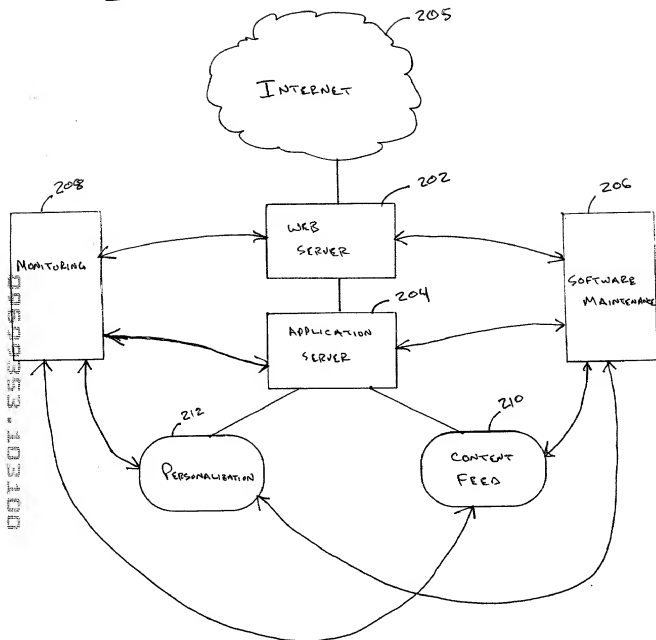 205
INTERNET
208
202
206
WEB
SERVER
MONITORING
SOFTWARE
MAINTENANCE
204
APPLICATION
SERVER
212
210
PERSONALIZATION
CONTENT
FEED